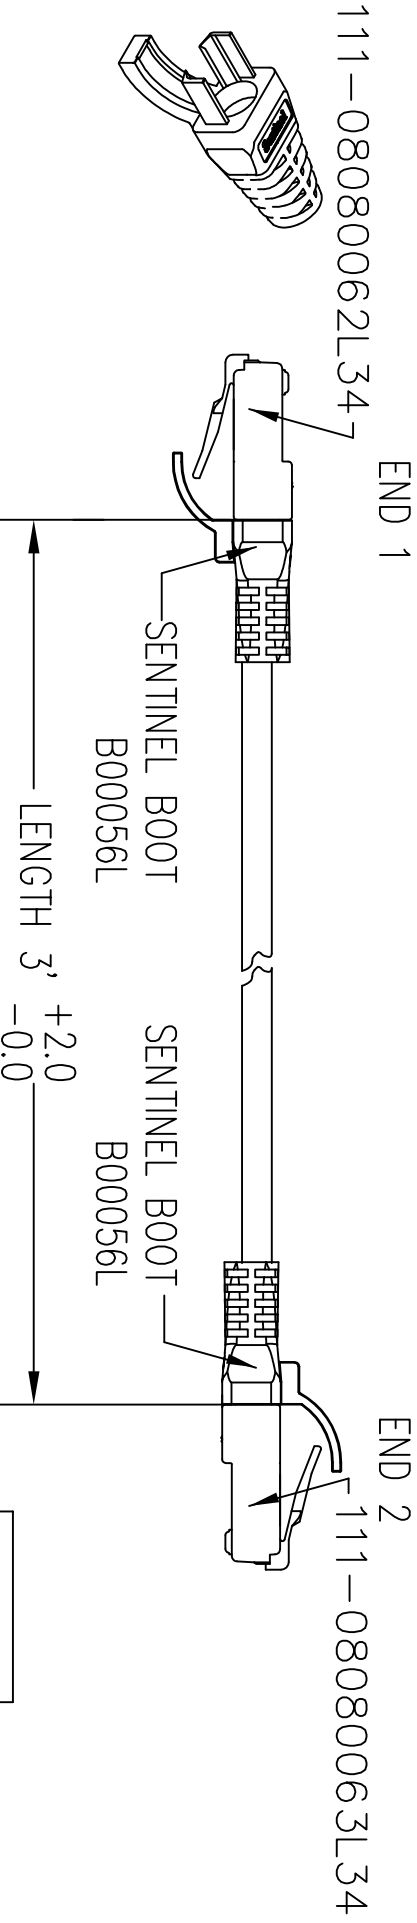 END 1
111-08080062L34
Sentinel
SENTINEL BOOT
B00056L
LENGTH 3' +2.0
-0.0
SENTINEL BOOT
B00056L
END 2
111-08080063L34